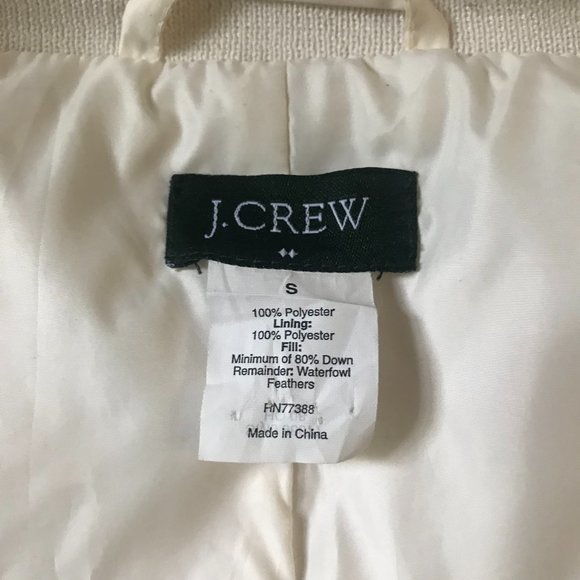 J.CREW
S
100% Polyester
Lining:
100% Polyester
Fill:
Minimum of 80% Down
Remainder: Waterfowl
Feathers
RN77388
Made in China